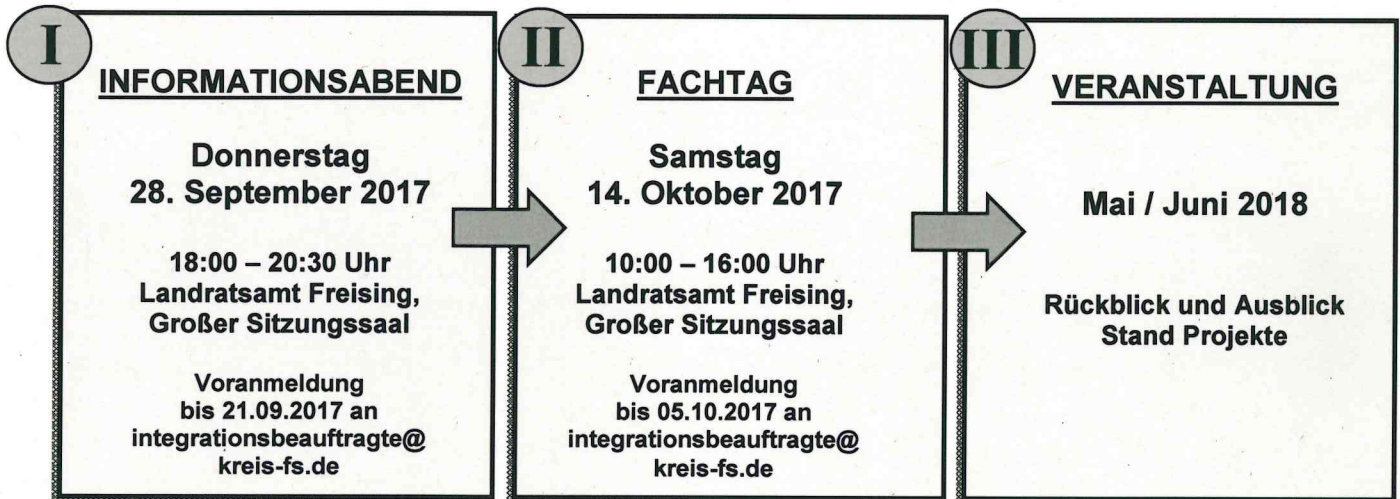 I
INFORMATIONSABEND
Donnerstag
28. September 2017
18:00 – 20:30 Uhr
Landratsamt Freising,
Großer Sitzungssaal
Voranmeldung
bis 21.09.2017 an
integrationsbeauftragte@
kreis-fs.de
II
FACHTAG
Samstag
14. Oktober 2017
10:00 – 16:00 Uhr
Landratsamt Freising,
Großer Sitzungssaal
Voranmeldung
bis 05.10.2017 an
integrationsbeauftragte@
kreis-fs.de
III
VERANSTALTUNG
Mai / Juni 2018
Rückblick und Ausblick
Stand Projekte